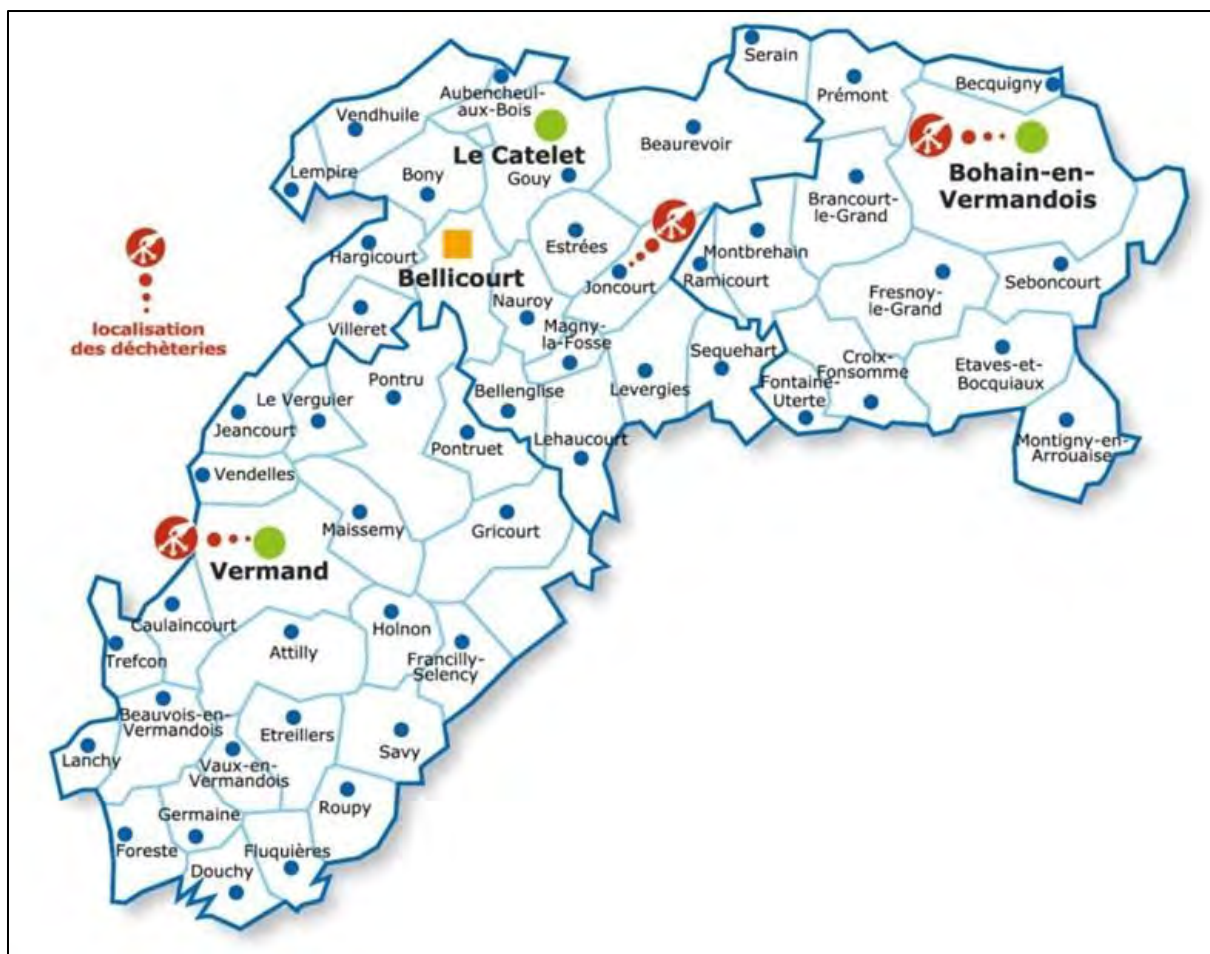 Serain
Aubencheul-
aux-Bois
Prémont
Becquigny
Vendhuile
Le Catelet
Beaurevoir
Lempire
Bony
Gouy
Bohain-en-
Vermandois
Brancourt-
le-Grand
Hargicourt
Estrées
Montbrehain
Bellicourt
Joncourt
Ramicourt
Seboncourt
Fresnoy-
le-Grand
Nauroy
localisation
des déchèteries
Villeret
Magny-
la-Fosse
Sequehart
Croix-
Fonsomme
Etaves-et-
Bocquiaux
Pontru
Bellenglise
Levergies
Fontaine-
Uterte
Le Verguier
Jeancourt
Pontruet
Lehaucourt
Montigny-en-
Arrouaise
Vendelles
Maissemy
Gricourt
Vermand
Caulaincourt
Holnon
Trefcon
Attilly
Francilly-
Selency
Beauvois-en-
Vermandois
Etreillers
Savy
Lanchy
Vaux-en-
Vermandois
Roupy
Germaine
Foreste
Fluquières
Douchy